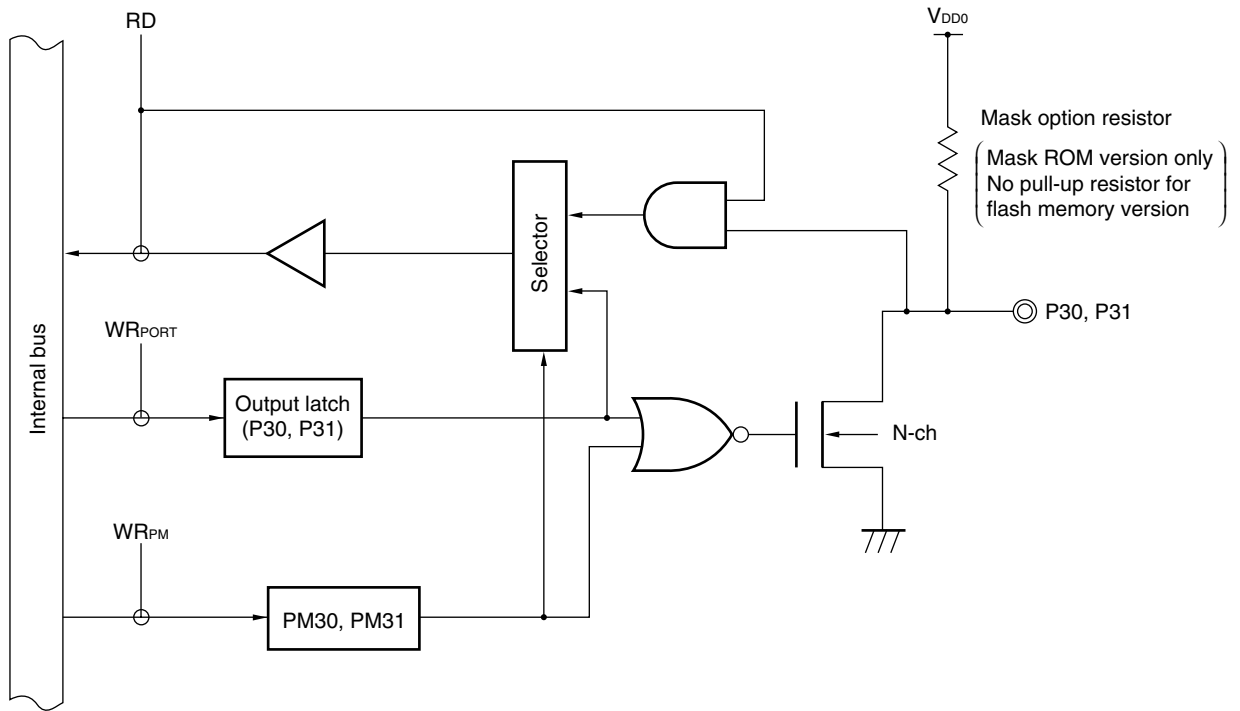 RD
VDD0
Mask option resistor
Mask ROM version only
No pull-up resistor for
flash memory version
Selector
P30, P31
Internal bus
WRPORT
Output latch
(P30, P31)
N-ch
WRPM
PM30, PM31